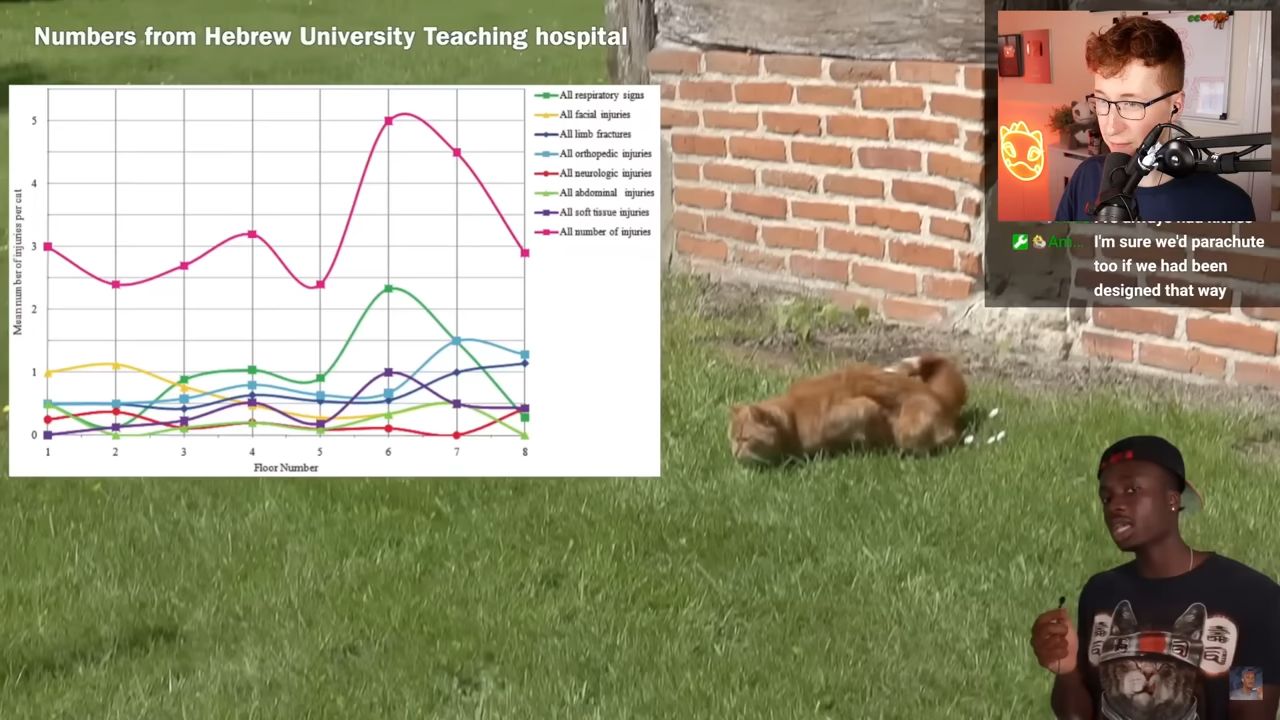 Numbers from Hebrew University Teaching hospital
All respiratory signs
All facial injuries
All limb fractures
All orthopedic injuries
All neurologic injuries
All abdominal injuries
All soft tissue injuries
All number of injuries
Mean number of injuries per cat
5
4
3
2
1
0
1 2 3 4 5 6 7 8
Floor Number
Am...
I'm sure we'd parachute
too if we had been
designed that way